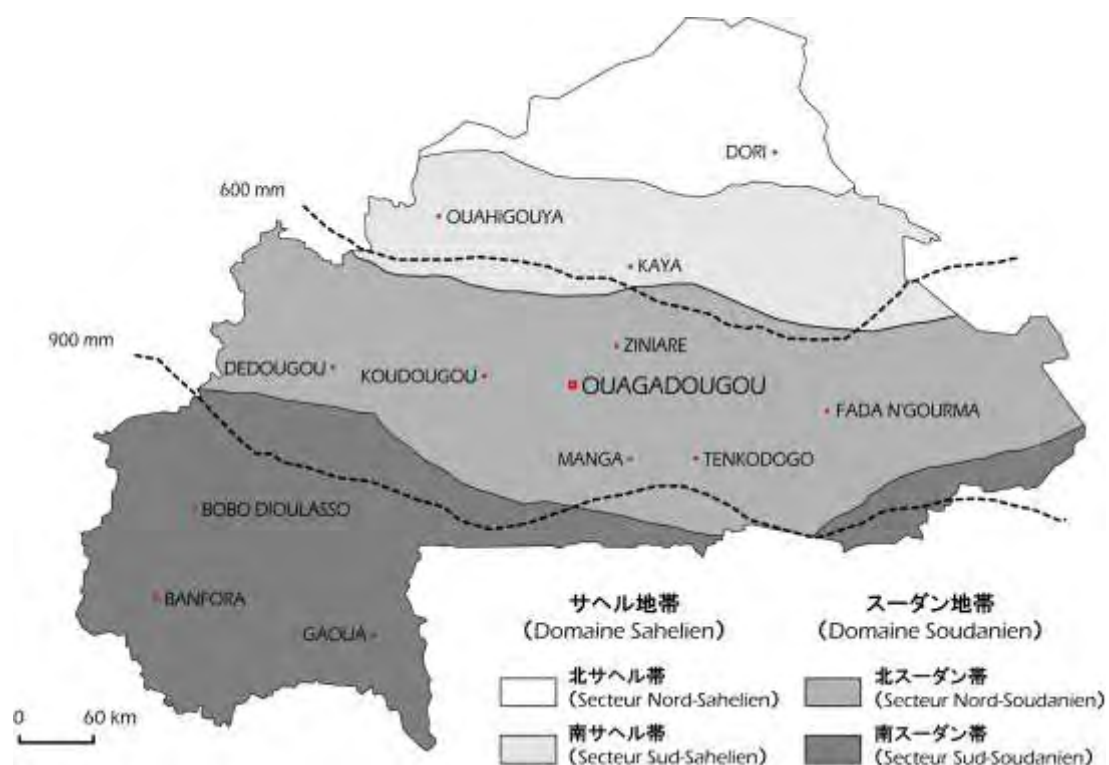 DORI
600 mm
OUAHIGOUYA
KAYA
900 mm
ZINIARE
DEDOUGOU
KOUDOUGOU
OUAGADOUGOU
FADA N'GOURMA
MANGA
TENKODOGO
BOBO DIOULASSO
BANFORA
GAOUA
サヘル地帯
(Domaine Sahelien)
スーダン地帯
(Domaine Soudanien)
北サヘル帯
(Secteur Nord-Sahelien)
北スーダン帯
(Secteur Nord-Soudanien)
南サヘル帯
(Secteur Sud-Sahelien)
南スーダン帯
(Secteur Sud-Soudanien)
0 60 km